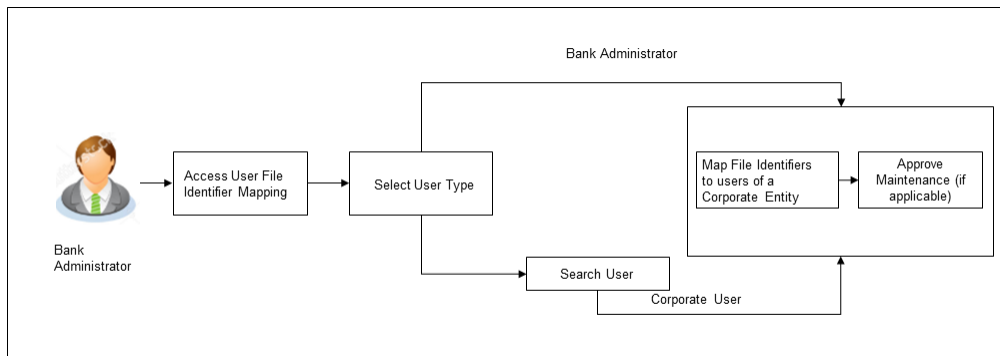 Bank Administrator
Access User File
Identifier Mapping
Select User Type
Map File Identifiers
to users of a
Corporate Entity
Approve
Maintenance (if
applicable)
Bank
Administrator
Search User
Corporate User